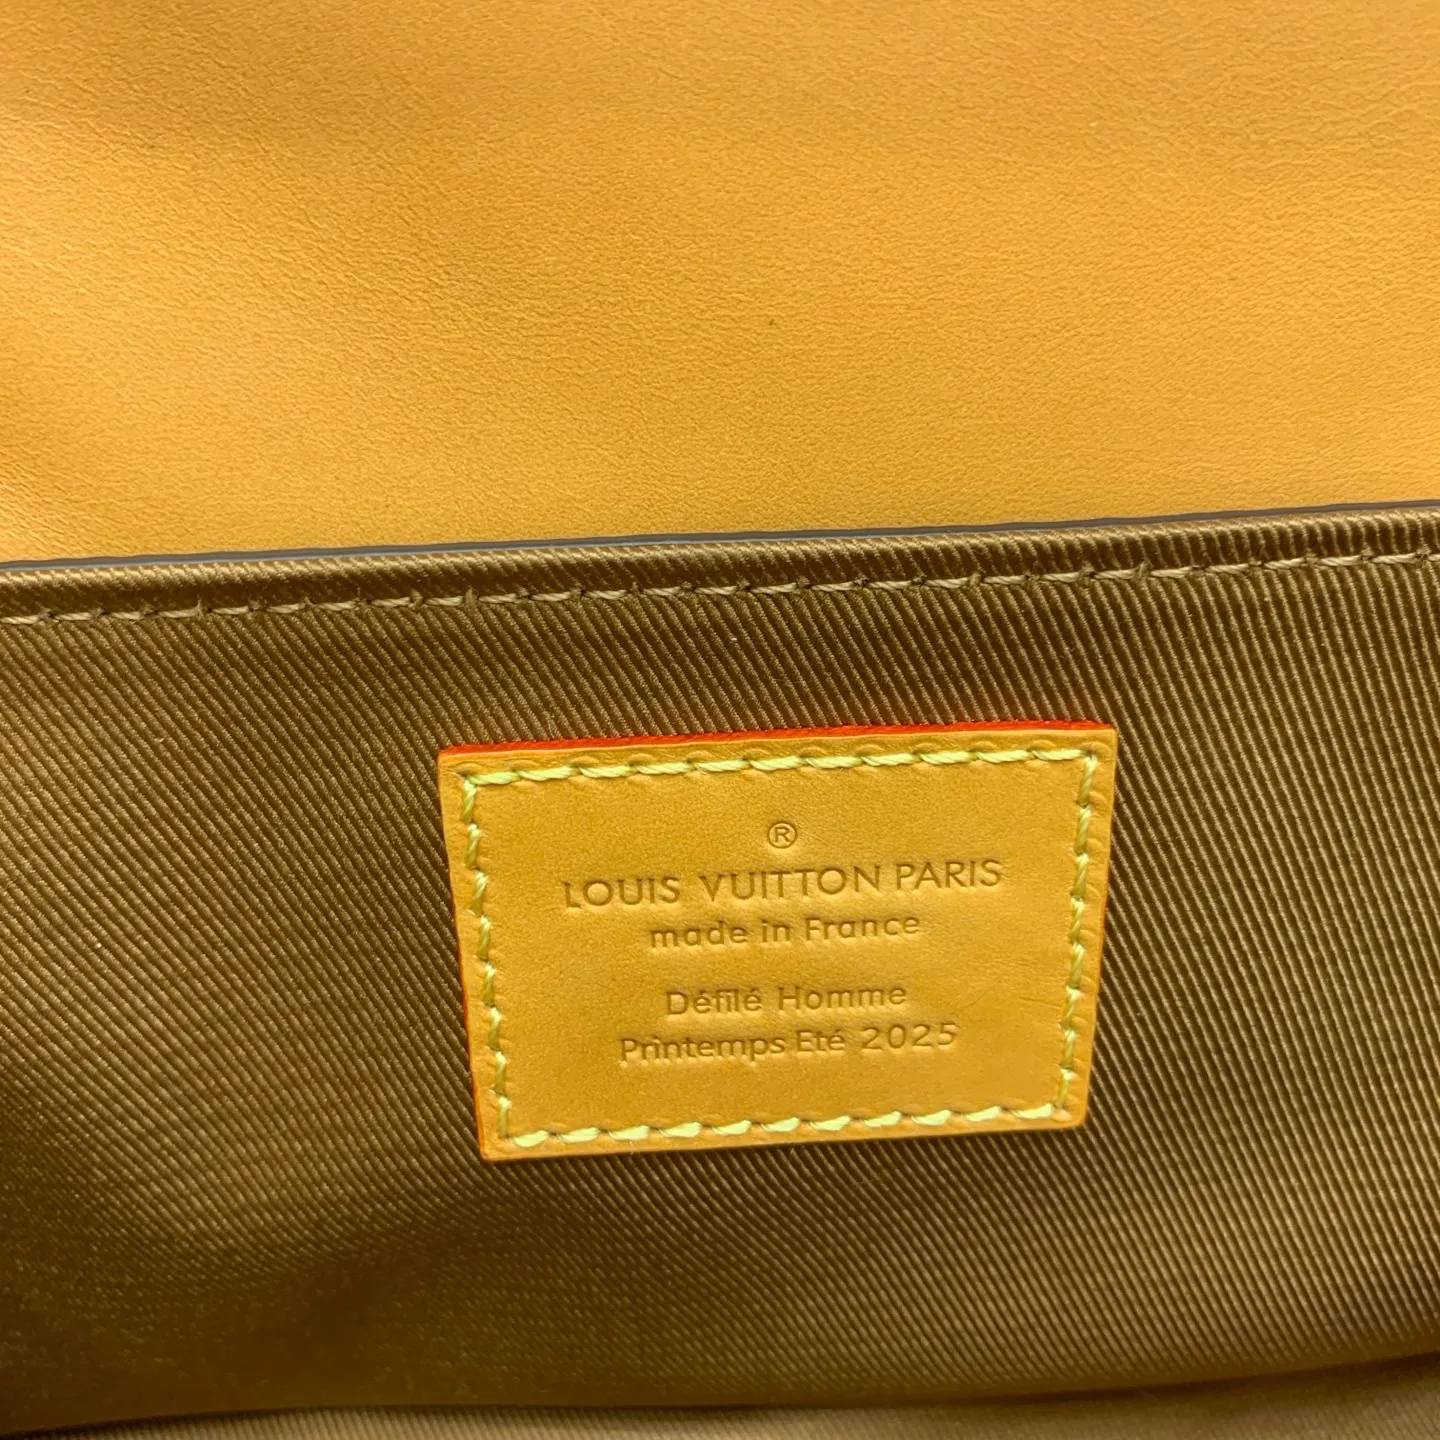 ®
LOUIS VUITTON PARIS
made in France
Défilé Homme
Printemps Eté 2025